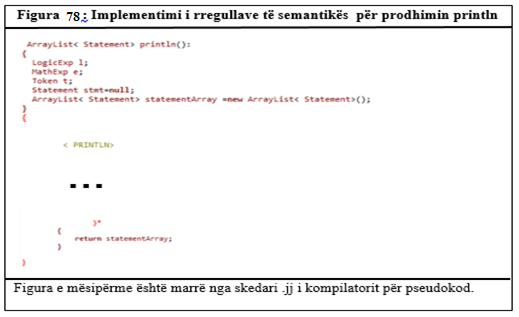 Figura 78: Implementimi i rregullave të semantikës për prodhimin println
ArrayList< Statement> println():
{
LogicExp l;
MathExp e;
Token t;
Statement stmt=null;
ArrayList< Statement> statementArray =new ArrayList< Statement>();
}
{
< PRINTLN>
...
)*
{
return statementArray;
}
}
Figura e mësipërme është marrë nga skedari .jj i kompilatorit për pseudokod.